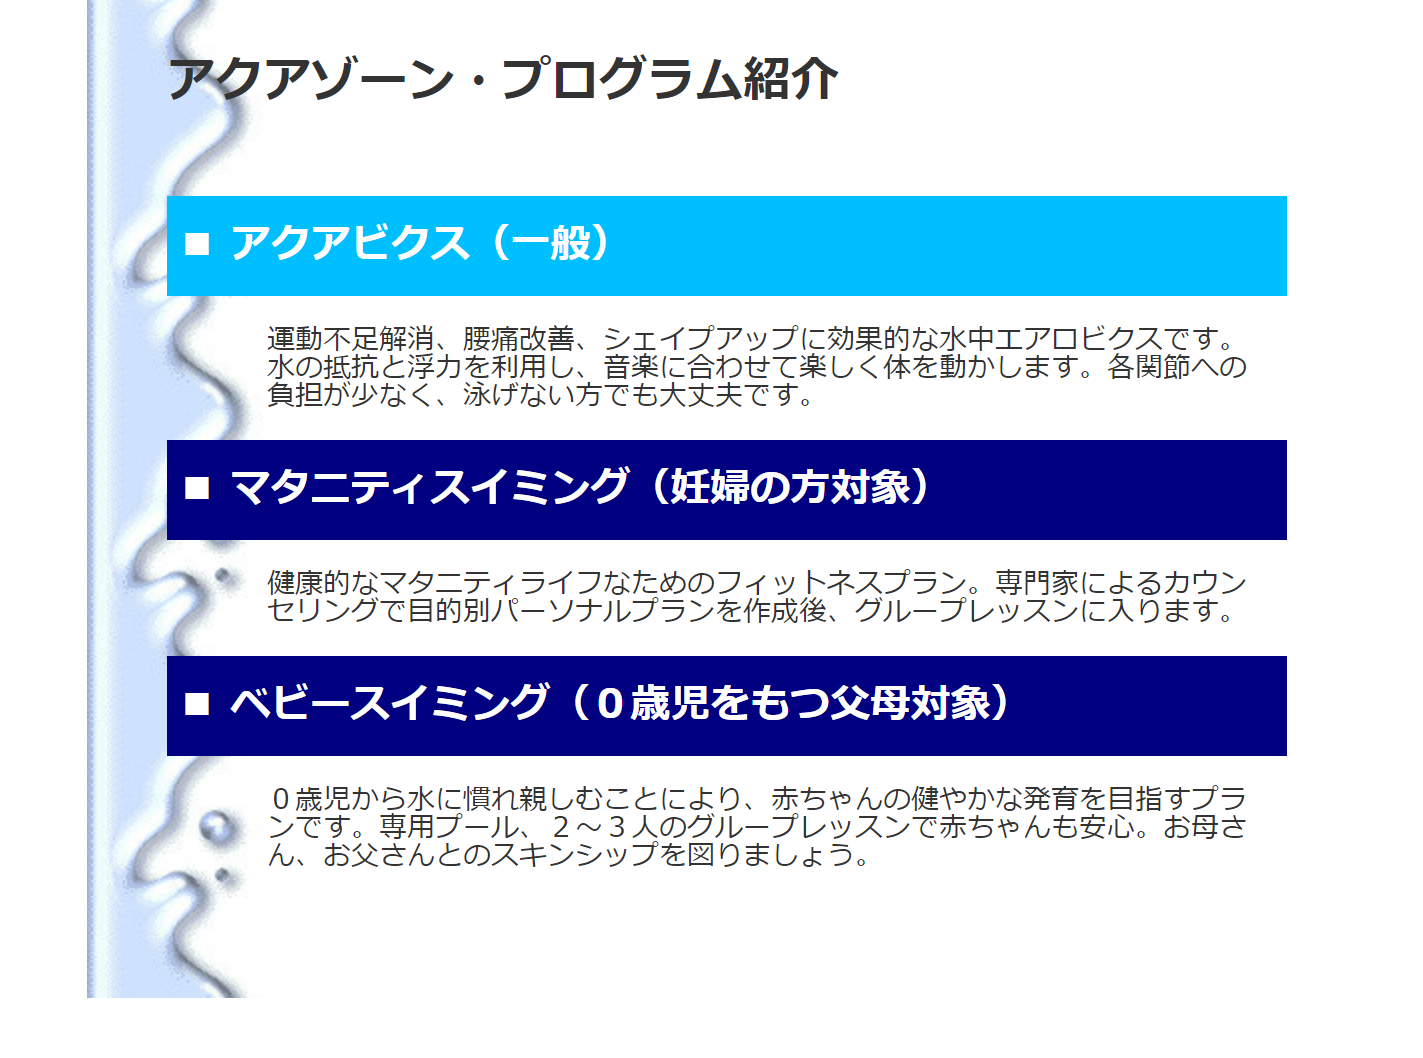 アクアゾーン・プログラム紹介
■ アクアビクス（一般）
運動不足解消、腰痛改善、シェイプアップに効果的な水中エアロビクスです。
水の抵抗と浮力を利用し、音楽に合わせて楽しく体を動かします。各関節への
負担が少なく、泳げない方でも大丈夫です。
■ マタニティスイミング（妊婦の方対象）
健康的なマタニティライフなためのフィットネスプラン。専門家によるカウン
セリングで目的別パーソナルプランを作成後、グループレッスンに入ります。
■ ベビースイミング（０歳児をもつ父母対象）
０歳児から水に慣れ親しむことにより、赤ちゃんの健やかな発育を目指すプラ
ンです。専用プール、２～３人のグループレッスンで赤ちゃんも安心。お母さ
ん、お父さんとのスキンシップを図りましょう。